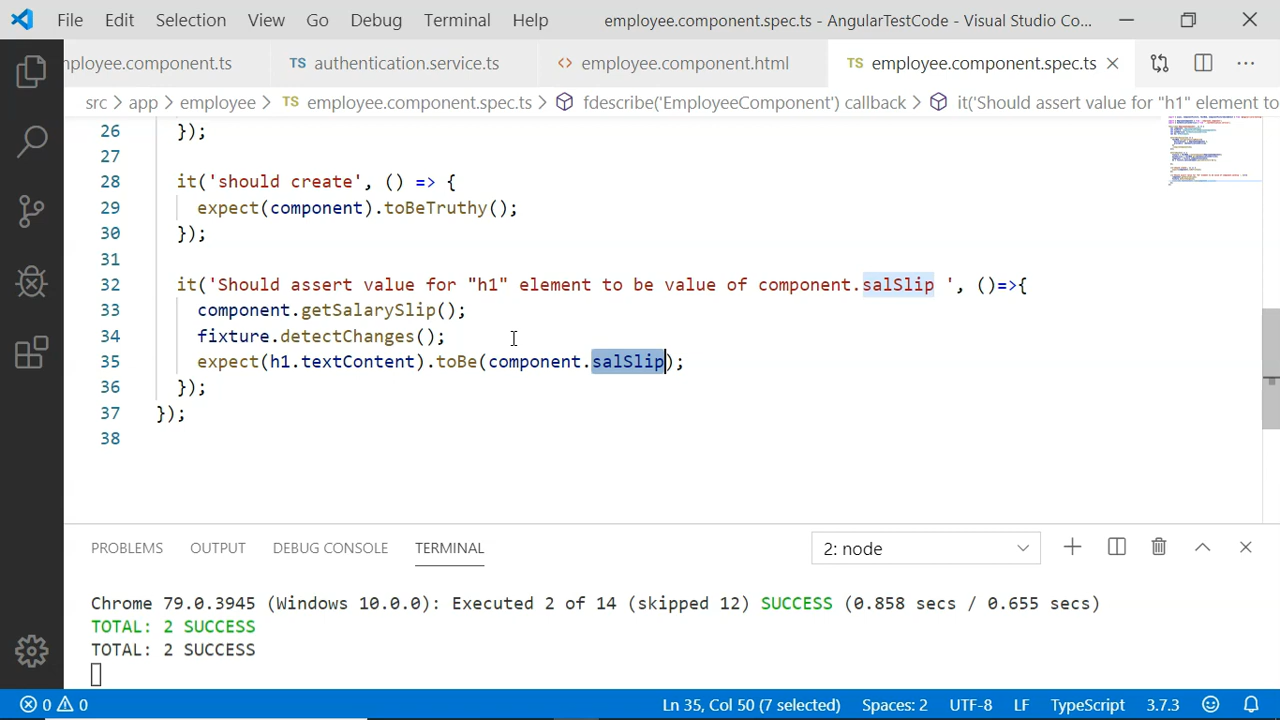 File Edit Selection View Go Debug Terminal Help employee.component.spec.ts - AngularTestCode - Visual Studio Co...
mployee.component.ts TS authentication.service.ts <> employee.component.html TS employee.component.spec.ts
src > app > employee > TS employee.component.spec.ts > fdescribe('EmployeeComponent') callback > it('Should assert value for "h1" element to
26 });
27
28 it('should create', () => {
29 expect(component).toBeTruthy();
30 });
31
32 it('Should assert value for "h1" element to be value of component.salSlip ', ()=>{
33 component.getSalarySlip();
34 fixture.detectChanges();
35 expect(h1.textContent).toBe(component.salSlip);
36 });
37 });
38
PROBLEMS OUTPUT DEBUG CONSOLE TERMINAL 2: node
Chrome 79.0.3945 (Windows 10.0.0): Executed 2 of 14 (skipped 12) SUCCESS (0.858 secs / 0.655 secs)
TOTAL: 2 SUCCESS
TOTAL: 2 SUCCESS
0 0 Ln 35, Col 50 (7 selected) Spaces: 2 UTF-8 LF TypeScript 3.7.3